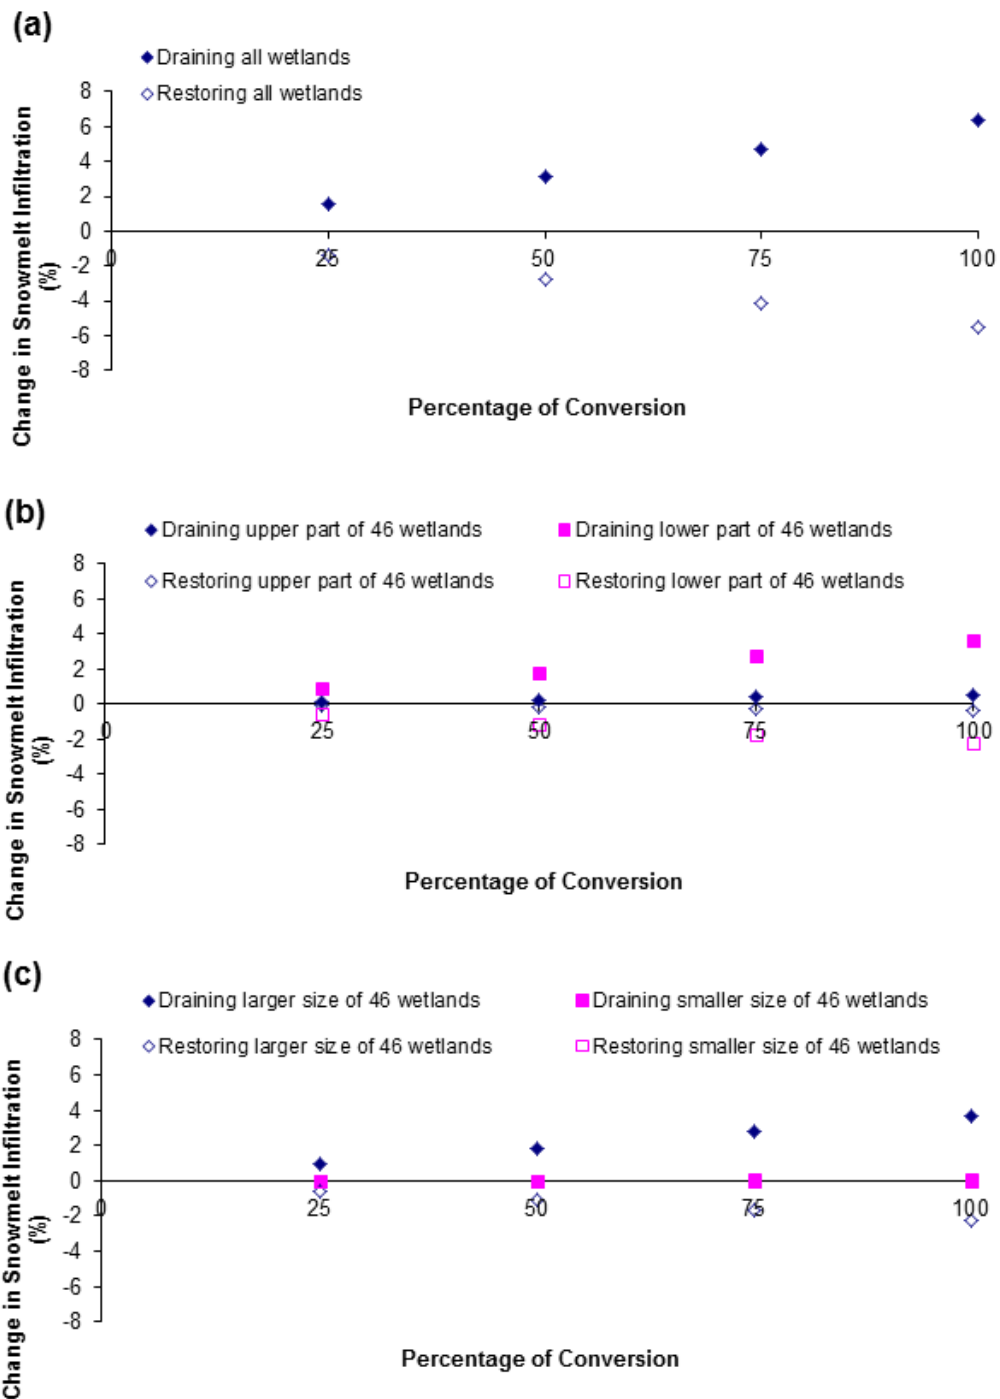 (a)
Draining all wetlands
Restoring all wetlands
Change in Snowmelt Infiltration
(%)
8
6
4
2
0
-2
-4
-6
-8
0 25 50 75 100
Percentage of Conversion
(b)
Draining upper part of 46 wetlands Draining lower part of 46 wetlands
Restoring upper part of 46 wetlands Restoring lower part of 46 wetlands
Change in Snowmelt Infiltration
(%)
8
6
4
2
0
-2
-4
-6
-8
0 25 50 75 100
Percentage of Conversion
(c)
Draining larger size of 46 wetlands Draining smaller size of 46 wetlands
Restoring larger size of 46 wetlands Restoring smaller size of 46 wetlands
Change in Snowmelt Infiltration
(%)
8
6
4
2
0
-2
-4
-6
-8
0 25 50 75 100
Percentage of Conversion